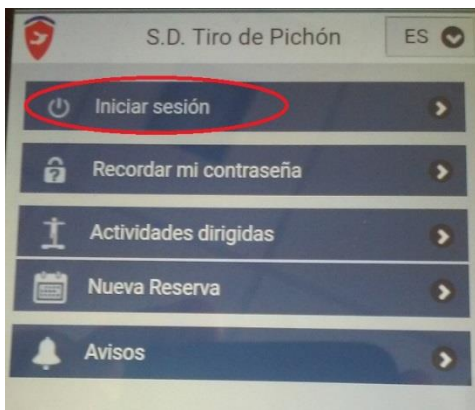 S.D. Tiro de Pichón
ES
Iniciar sesión
Recordar mi contraseña
Actividades dirigidas
Nueva Reserva
Avisos